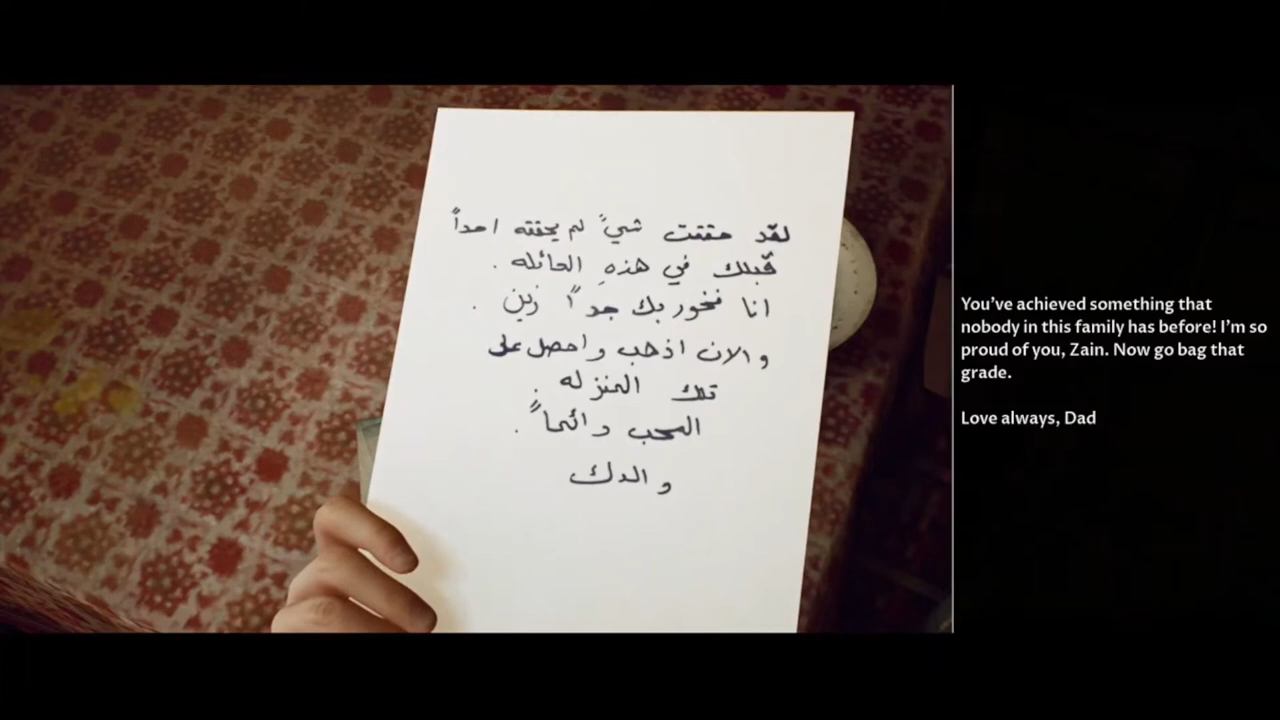 لقد حققت شيءً لم يحققه احداً
قبلك في هذهِ العائله .
انا فخور بك جداً زين .
والان اذهب واحصل على
تلك المنزله .
المحب دائماً .
والدك
You've achieved something that
nobody in this family has before! I'm so
proud of you, Zain. Now go bag that
grade.
Love always, Dad